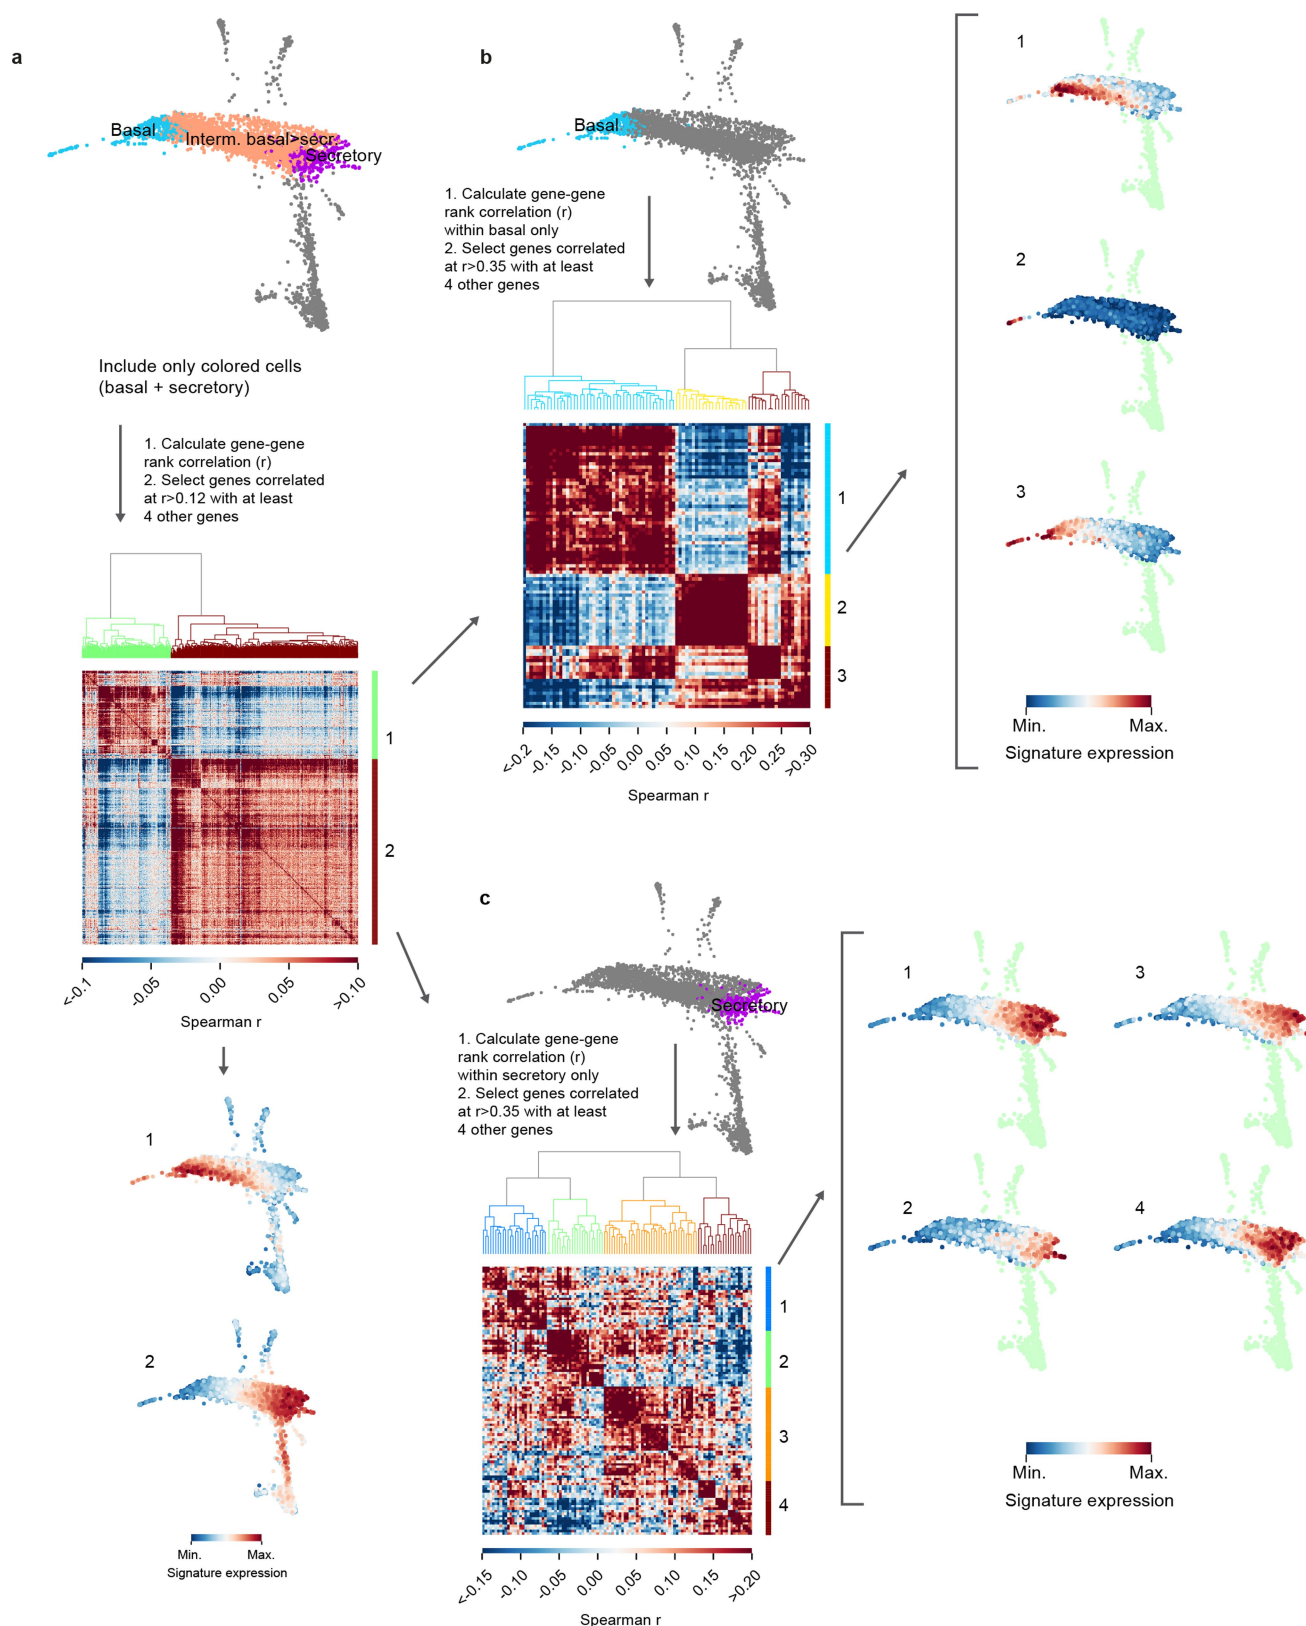 a
Basal
Interm. basal>secr.
Secretory
Include only colored cells
(basal + secretory)
1. Calculate gene-gene
rank correlation (r)
2. Select genes correlated
at r>0.12 with at least
4 other genes
1
2
<-0.1
-0.05
0.00
0.05
>0.10
Spearman r
1
2
Min.
Max.
Signature expression
b
Basal
1. Calculate gene-gene
rank correlation (r)
within basal only
2. Select genes correlated
at r>0.35 with at least
4 other genes
1
2
3
<-0.2
-0.15
-0.10
-0.05
0.00
0.05
0.10
0.15
0.20
0.25
>0.30
Spearman r
1
2
3
Min.
Max.
Signature expression
c
Secretory
1. Calculate gene-gene
rank correlation (r)
within secretory only
2. Select genes correlated
at r>0.35 with at least
4 other genes
1
2
3
4
<-0.15
-0.10
-0.05
0.00
0.05
0.10
0.15
>0.20
Spearman r
1
3
2
4
Min.
Max.
Signature expression